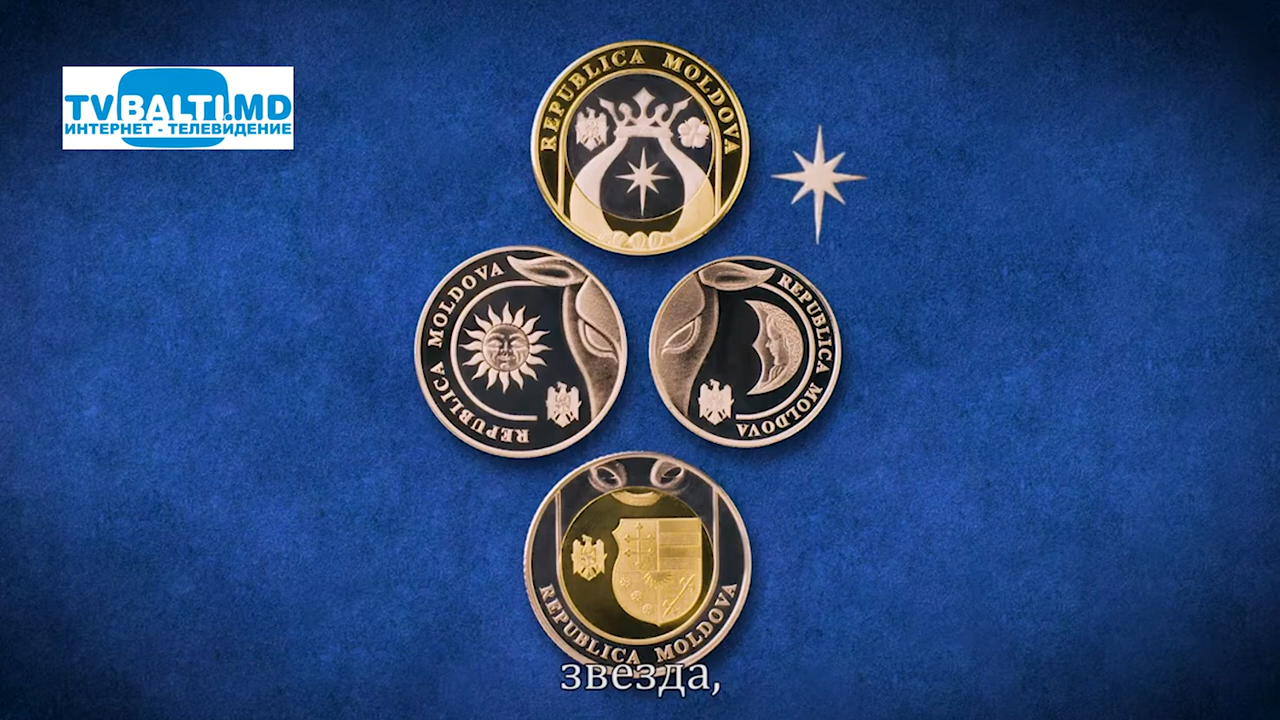 TVBALTI.MD
ИНТЕРНЕТ - ТЕЛЕВИДЕНИЕ
REPUBLICA MOLDOVA
REPUBLICA MOLDOVA
REPUBLICA MOLDOVA
REPUBLICA MOLDOVA
звезда,